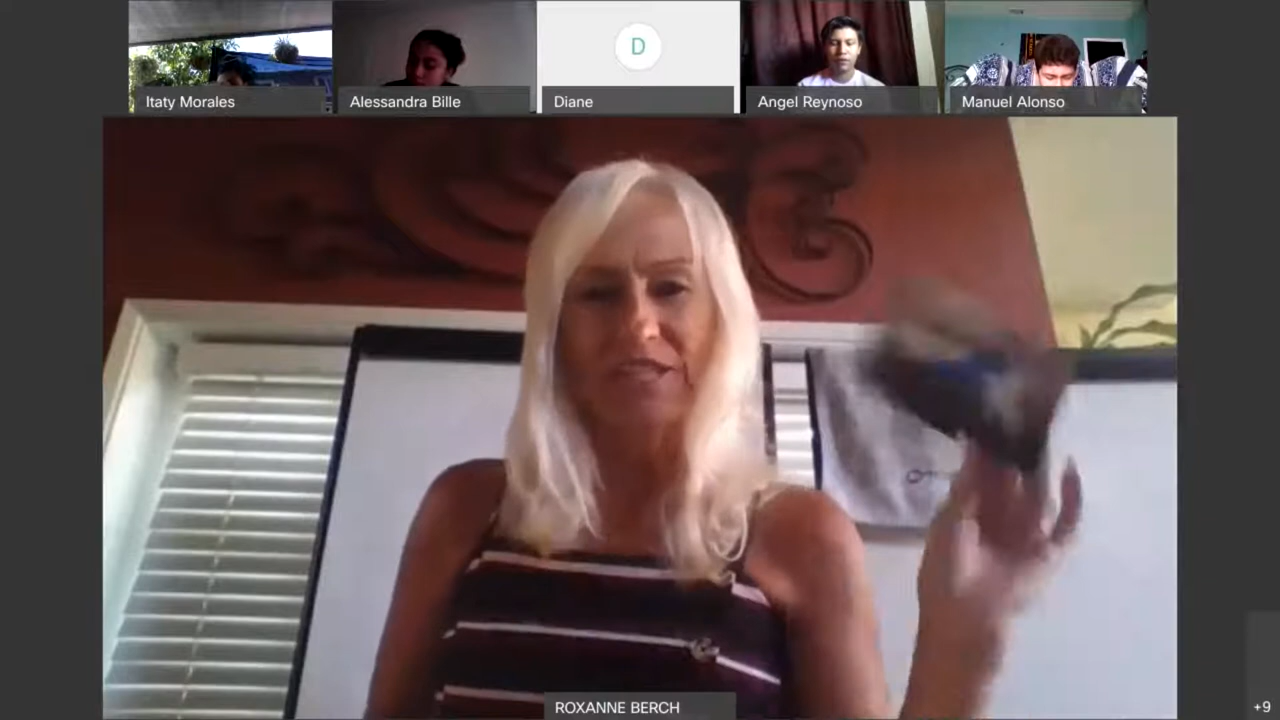 D
Itaty Morales
Alessandra Bille
Diane
Angel Reynoso
Manuel Alonso
ROXANNE BERCH
+9